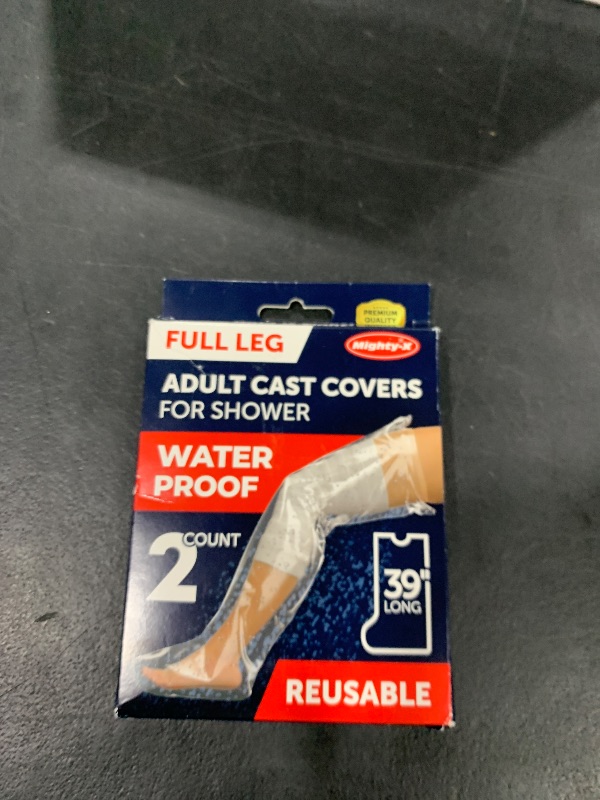 PREMIUM
QUALITY
FULL LEG
Mighty-X
ADULT CAST COVERS
FOR SHOWER
WATER
PROOF
2 COUNT
39"
LONG
REUSABLE